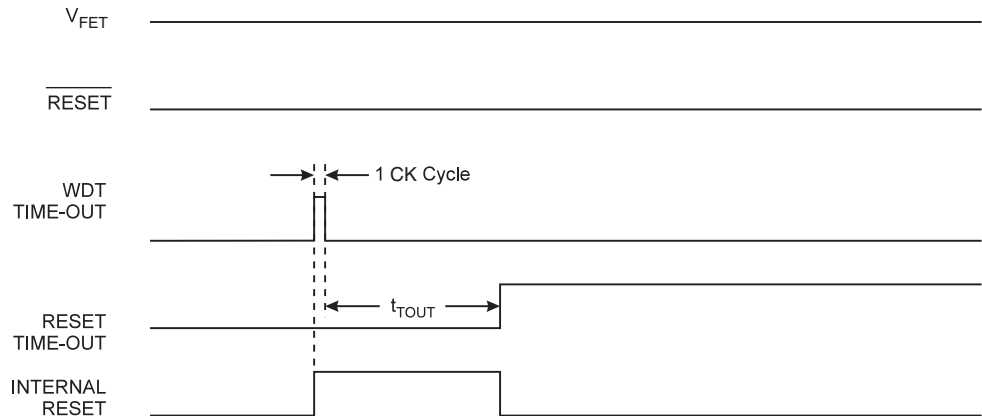 VFET
RESET
1 CK Cycle
WDT
TIME-OUT
tTOUT
RESET
TIME-OUT
INTERNAL
RESET